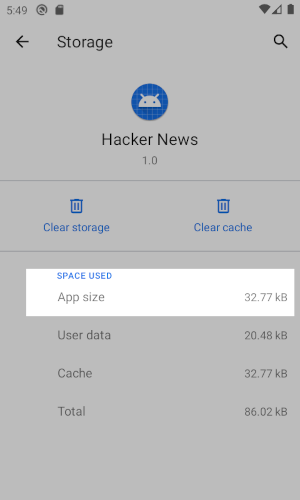 5:49
Storage
Hacker News
1.0
Clear storage Clear cache
SPACE USED
App size 32.77 kB
User data 20.48 kB
Cache 32.77 kB
Total 86.02 kB